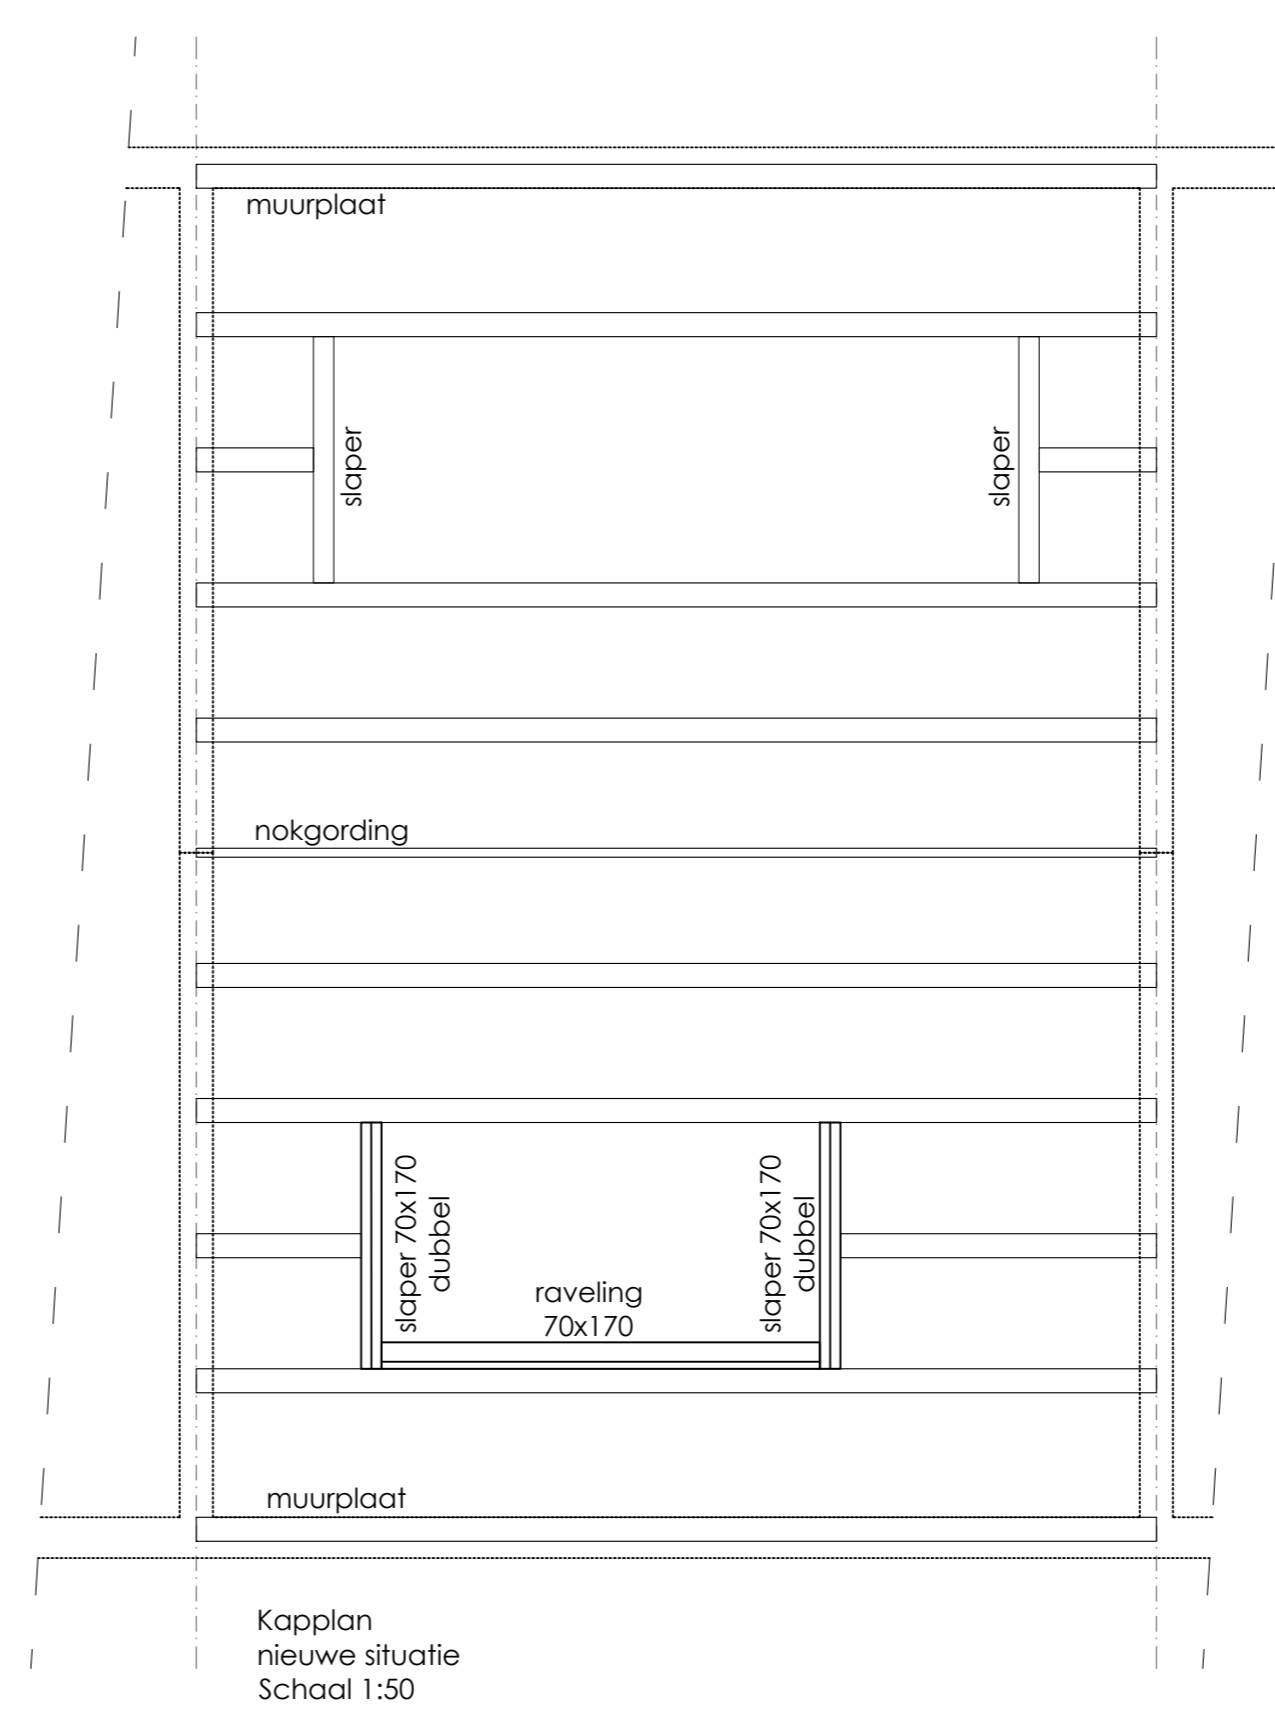 muurplaat
slaper
slaper
nokgording
slaper 70x170
dubbel
slaper 70x170
dubbel
raveling
70x170
muurplaat
Kapplan
nieuwe situatie
Schaal 1:50